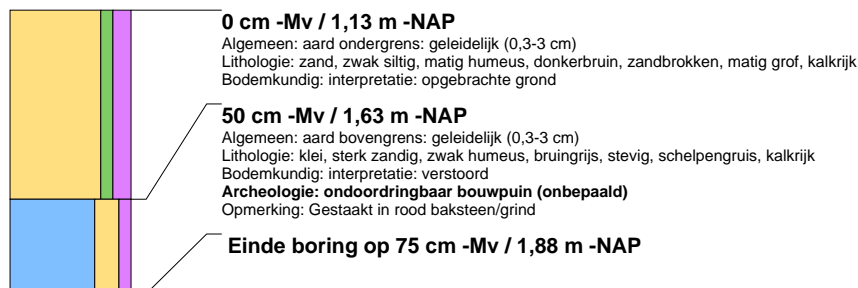 0 cm -Mv / 1,13 m -NAP
Algemeen: aard ondergrens: geleidelijk (0,3-3 cm)
Lithologie: zand, zwak siltig, matig humeus, donkerbruin, zandbrokken, matig grof, kalkrijk
Bodemkundig: interpretatie: opgebrachte grond
50 cm -Mv / 1,63 m -NAP
Algemeen: aard bovengrens: geleidelijk (0,3-3 cm)
Lithologie: klei, sterk zandig, zwak humeus, bruingrijs, stevig, schelpengruis, kalkrijk
Bodemkundig: interpretatie: verstoord
Archeologie: ondoordringbaar bouwpuin (onbepaald)
Opmerking: Gestaakt in rood baksteen/grind
Einde boring op 75 cm -Mv / 1,88 m -NAP